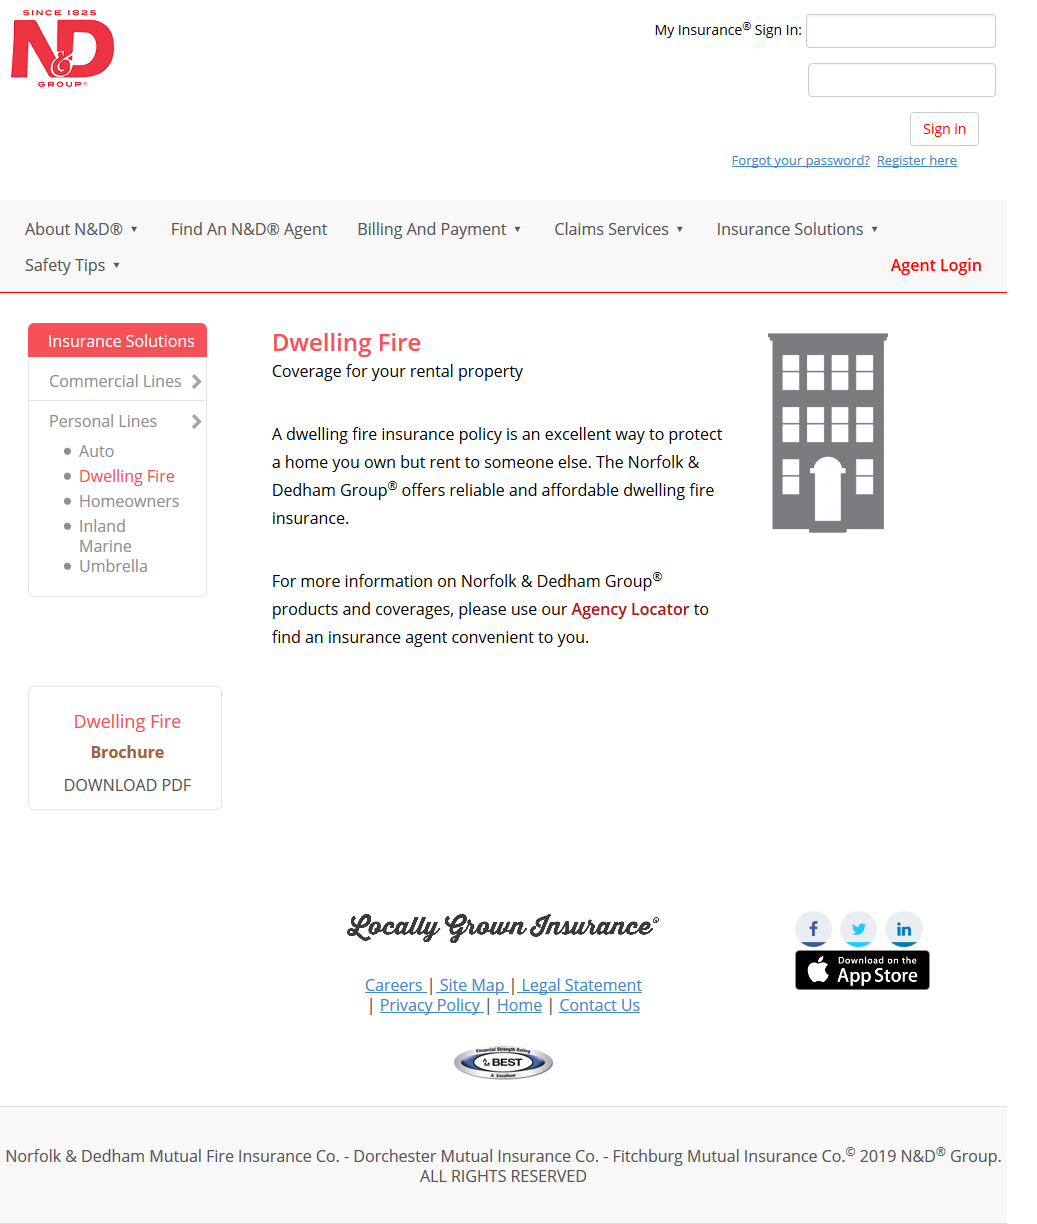 SINCE 1825
N&D
GROUP®
My Insurance® Sign In:
Sign in
Forgot your password? Register here
About N&D® ▼ Find An N&D® Agent Billing And Payment ▼ Claims Services ▼ Insurance Solutions ▼
Safety Tips ▼ Agent Login
Insurance Solutions
Commercial Lines
Personal Lines
Auto
Dwelling Fire
Homeowners
Inland
Marine
Umbrella
Dwelling Fire
Coverage for your rental property
A dwelling fire insurance policy is an excellent way to protect
a home you own but rent to someone else. The Norfolk &
Dedham Group® offers reliable and affordable dwelling fire
insurance.
For more information on Norfolk & Dedham Group®
products and coverages, please use our Agency Locator to
find an insurance agent convenient to you.
Dwelling Fire
Brochure
DOWNLOAD PDF
Locally Grown Insurance®
Download on the
App Store
Careers | Site Map | Legal Statement
| Privacy Policy | Home | Contact Us
Financial Strength Rating
AM BEST
A Excellent
Norfolk & Dedham Mutual Fire Insurance Co. - Dorchester Mutual Insurance Co. - Fitchburg Mutual Insurance Co.© 2019 N&D® Group.
ALL RIGHTS RESERVED